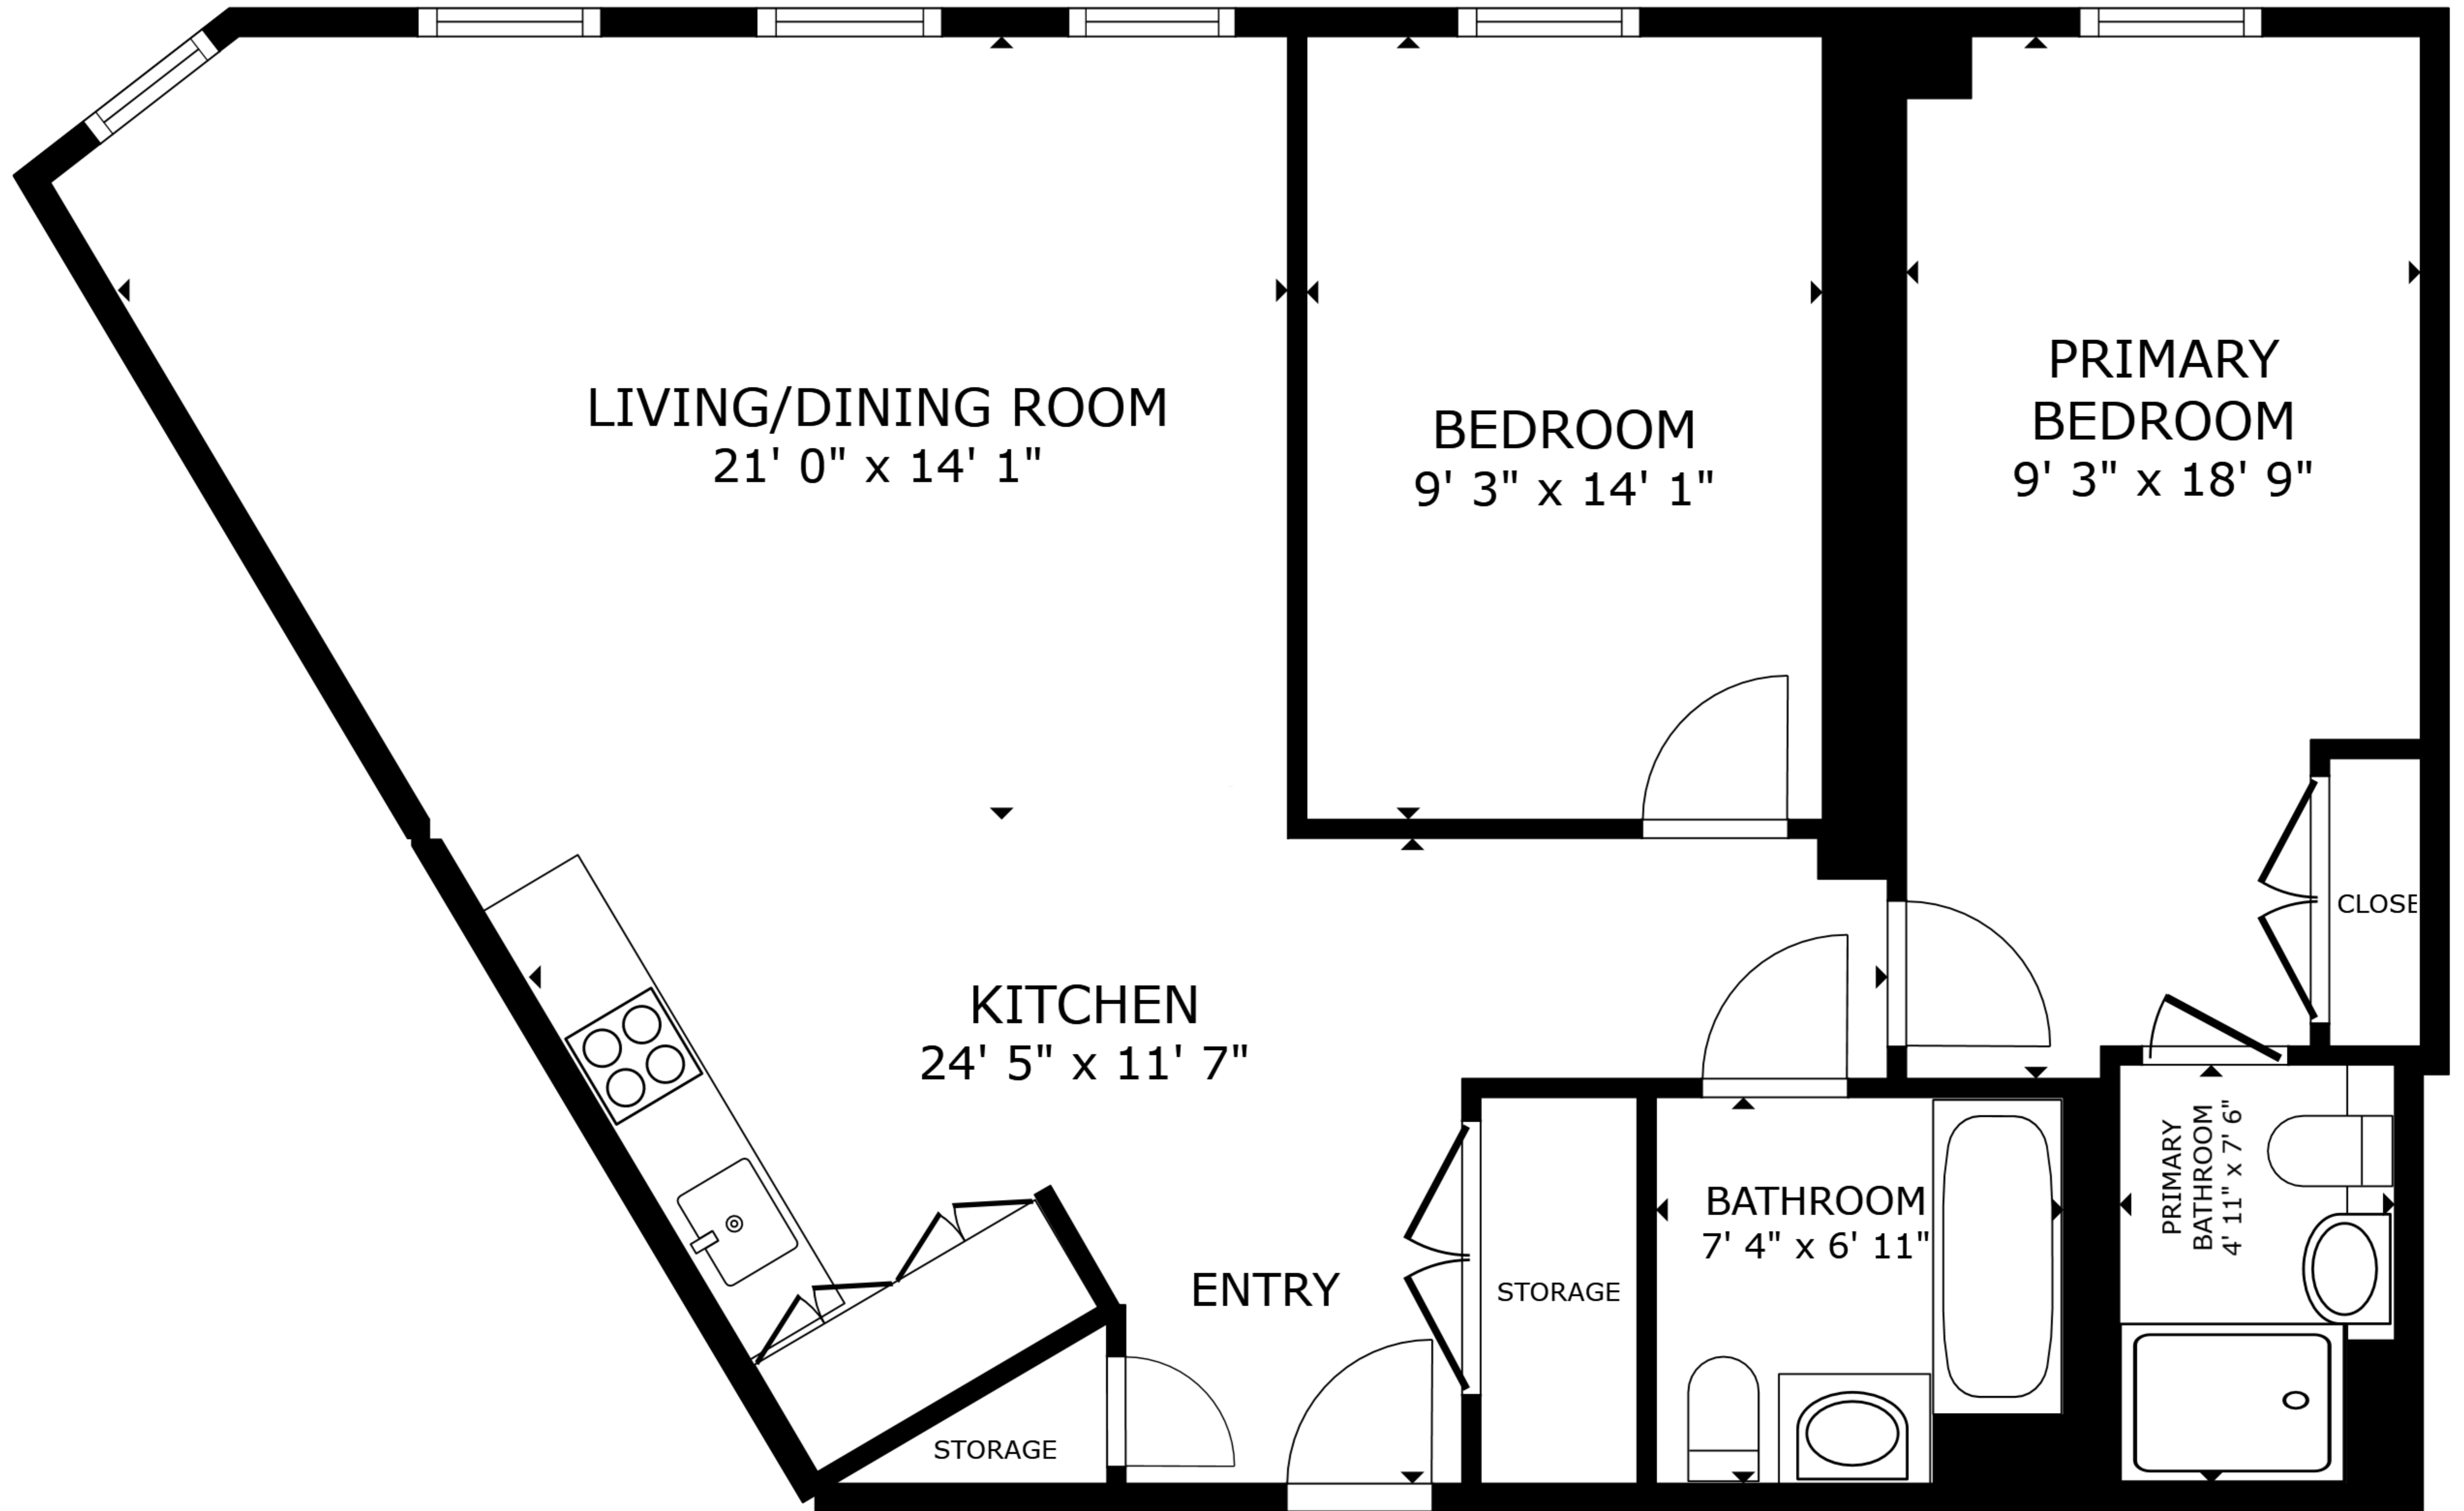 LIVING/DINING ROOM
21' 0" x 14' 1"
BEDROOM
9' 3" x 14' 1"
PRIMARY
BEDROOM
9' 3" x 18' 9"
CLOSE
KITCHEN
24' 5" x 11' 7"
PRIMARY
BATHROOM
4' 11" x 7' 6"
BATHROOM
7' 4" x 6' 11"
ENTRY
STORAGE
STORAGE